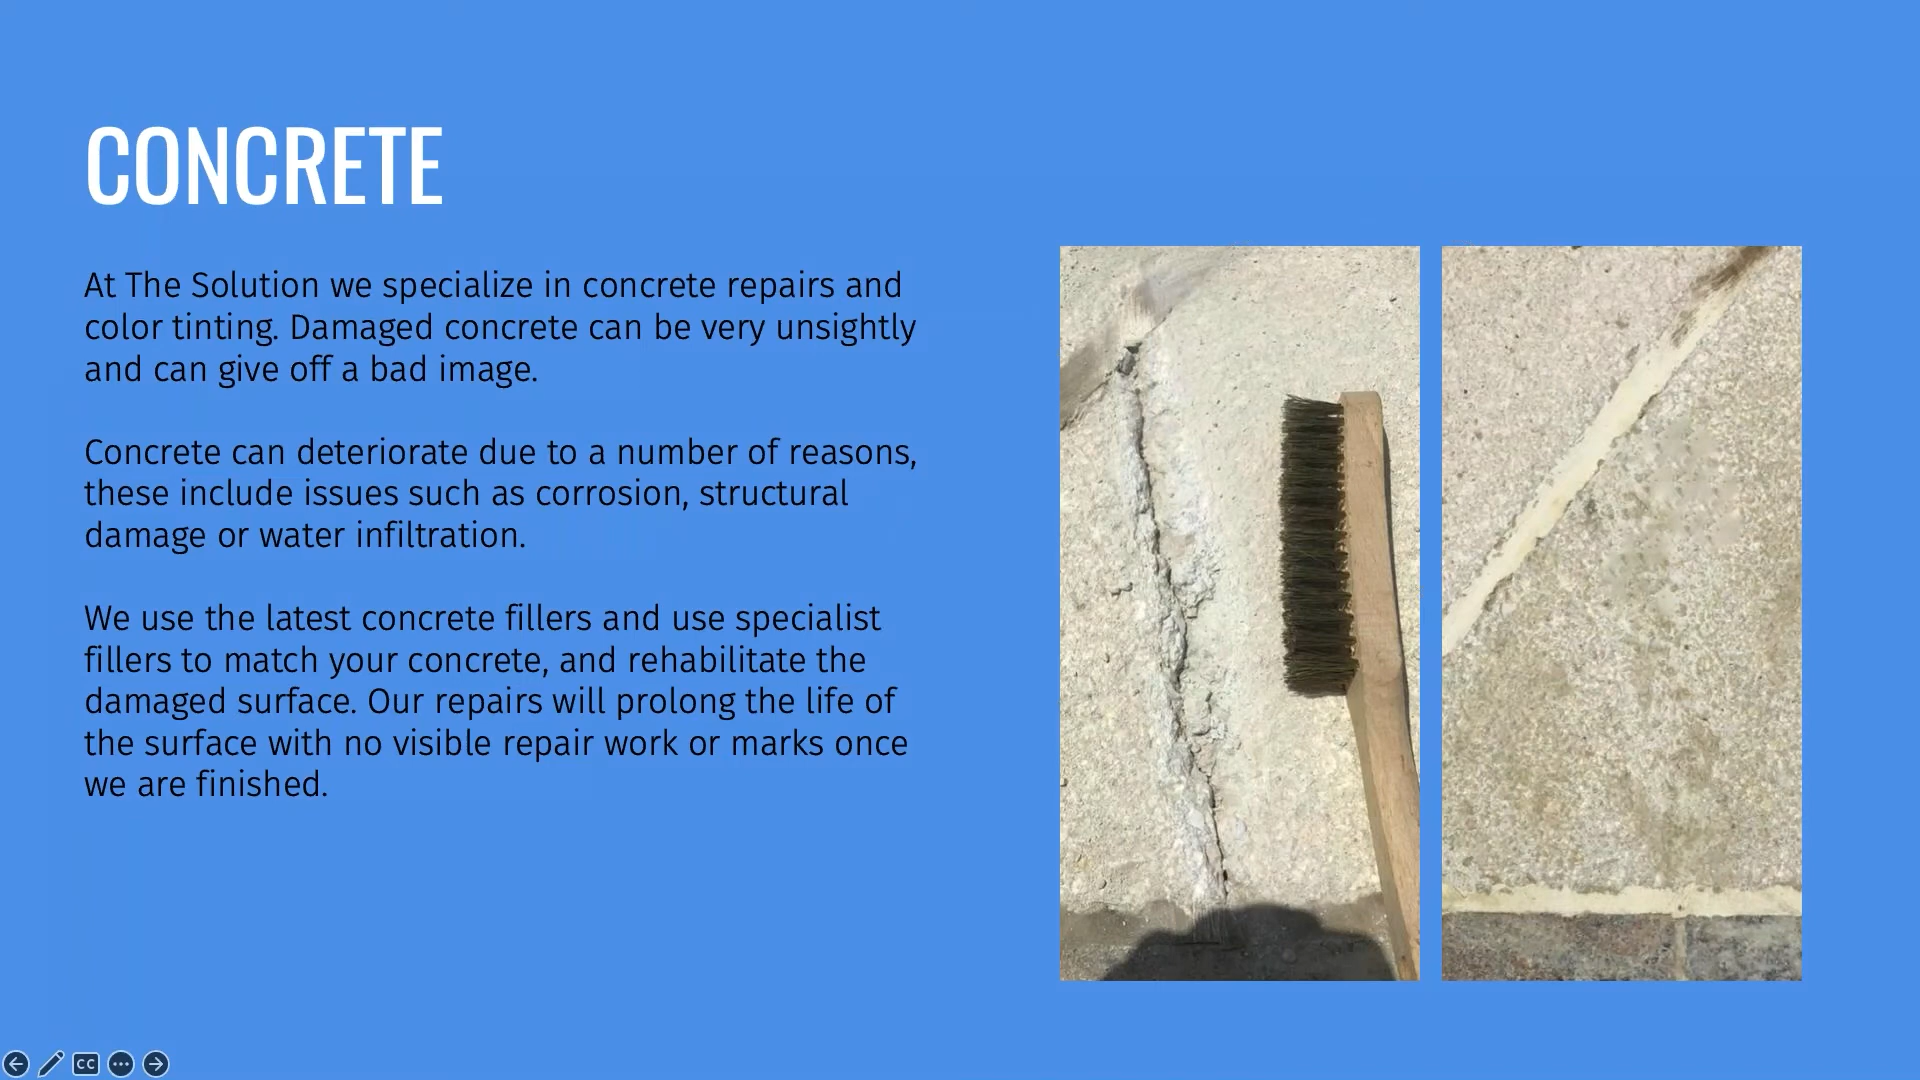 CONCRETE
At The Solution we specialize in concrete repairs and
color tinting. Damaged concrete can be very unsightly
and can give off a bad image.
Concrete can deteriorate due to a number of reasons,
these include issues such as corrosion, structural
damage or water infiltration.
We use the latest concrete fillers and use specialist
fillers to match your concrete, and rehabilitate the
damaged surface. Our repairs will prolong the life of
the surface with no visible repair work or marks once
we are finished.
CC